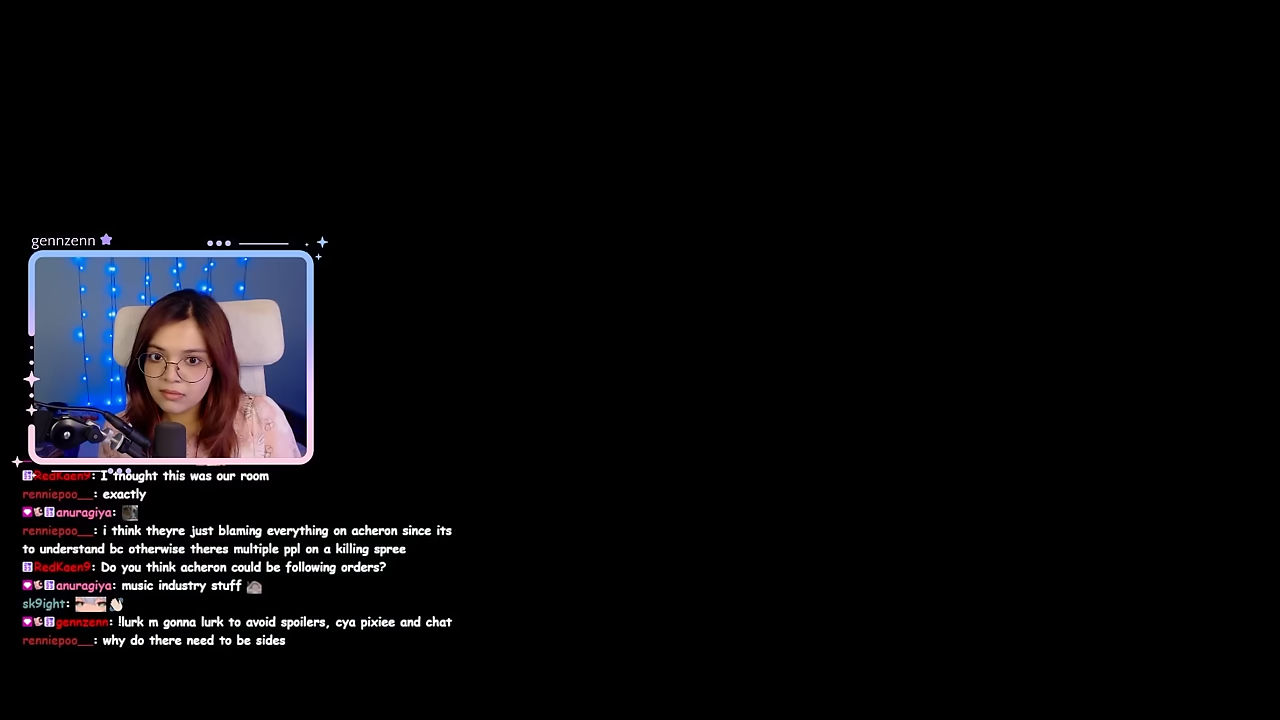 gennzenn
RedKaen9: I thought this was our room
renniepoo__: exactly
anuragiya:
renniepoo__: i think theyre just blaming everything on acheron since its
to understand bc otherwise theres multiple ppl on a killing spree
RedKaen9: Do you think acheron could be following orders?
anuragiya: music industry stuff
sk9ight:
gennzenn: !lurk m gonna lurk to avoid spoilers, cya pixiee and chat
renniepoo__: why do there need to be sides